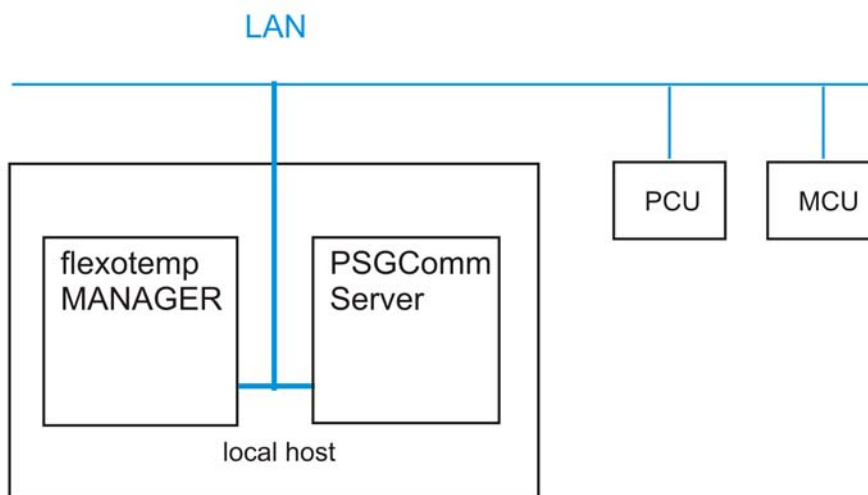 LAN
PCU
MCU
flexotemp
MANAGER
PSGComm
Server
local host